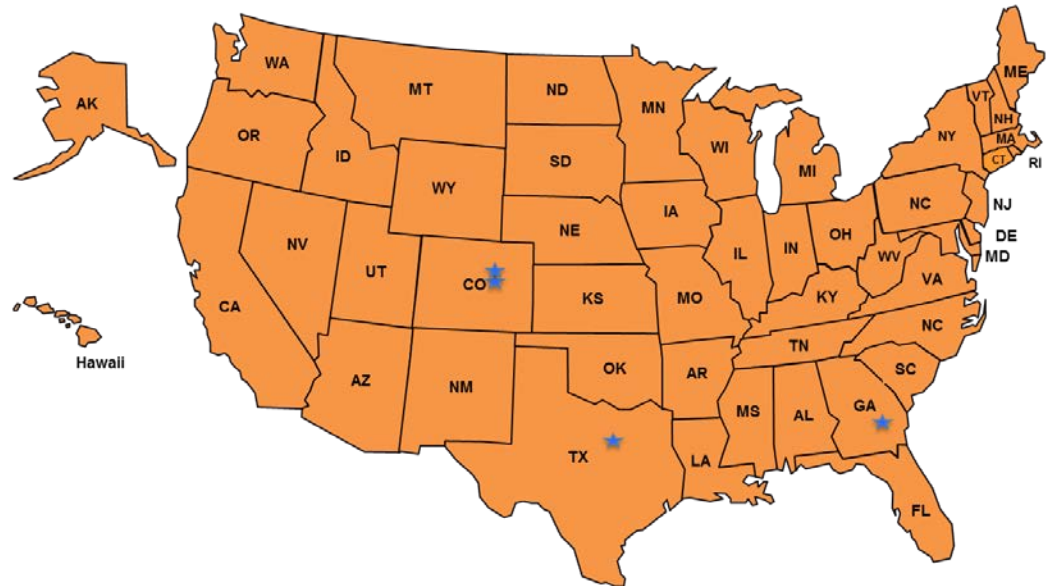 WA
ME
AK
MT
ND
VT
MN
NH
OR
NY
MA
ID
SD
WI
CT
RI
MI
WY
NC
NJ
IA
NE
OH
DE
NV
IL
IN
WV
MD
UT
CO
VA
CA
KS
MO
KY
NC
Hawaii
TN
OK
SC
AZ
NM
AR
GA
MS
AL
TX
LA
FL